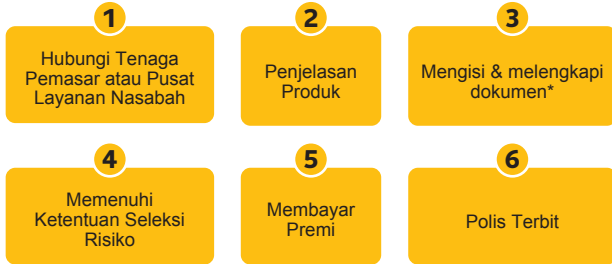 1
Hubungi Tenaga
Pemasar atau Pusat
Layanan Nasabah
2
Penjelasan
Produk
3
Mengisi & melengkapi
dokumen*
4
Memenuhi
Ketentuan Seleksi
Risiko
5
Membayar
Premi
6
Polis Terbit